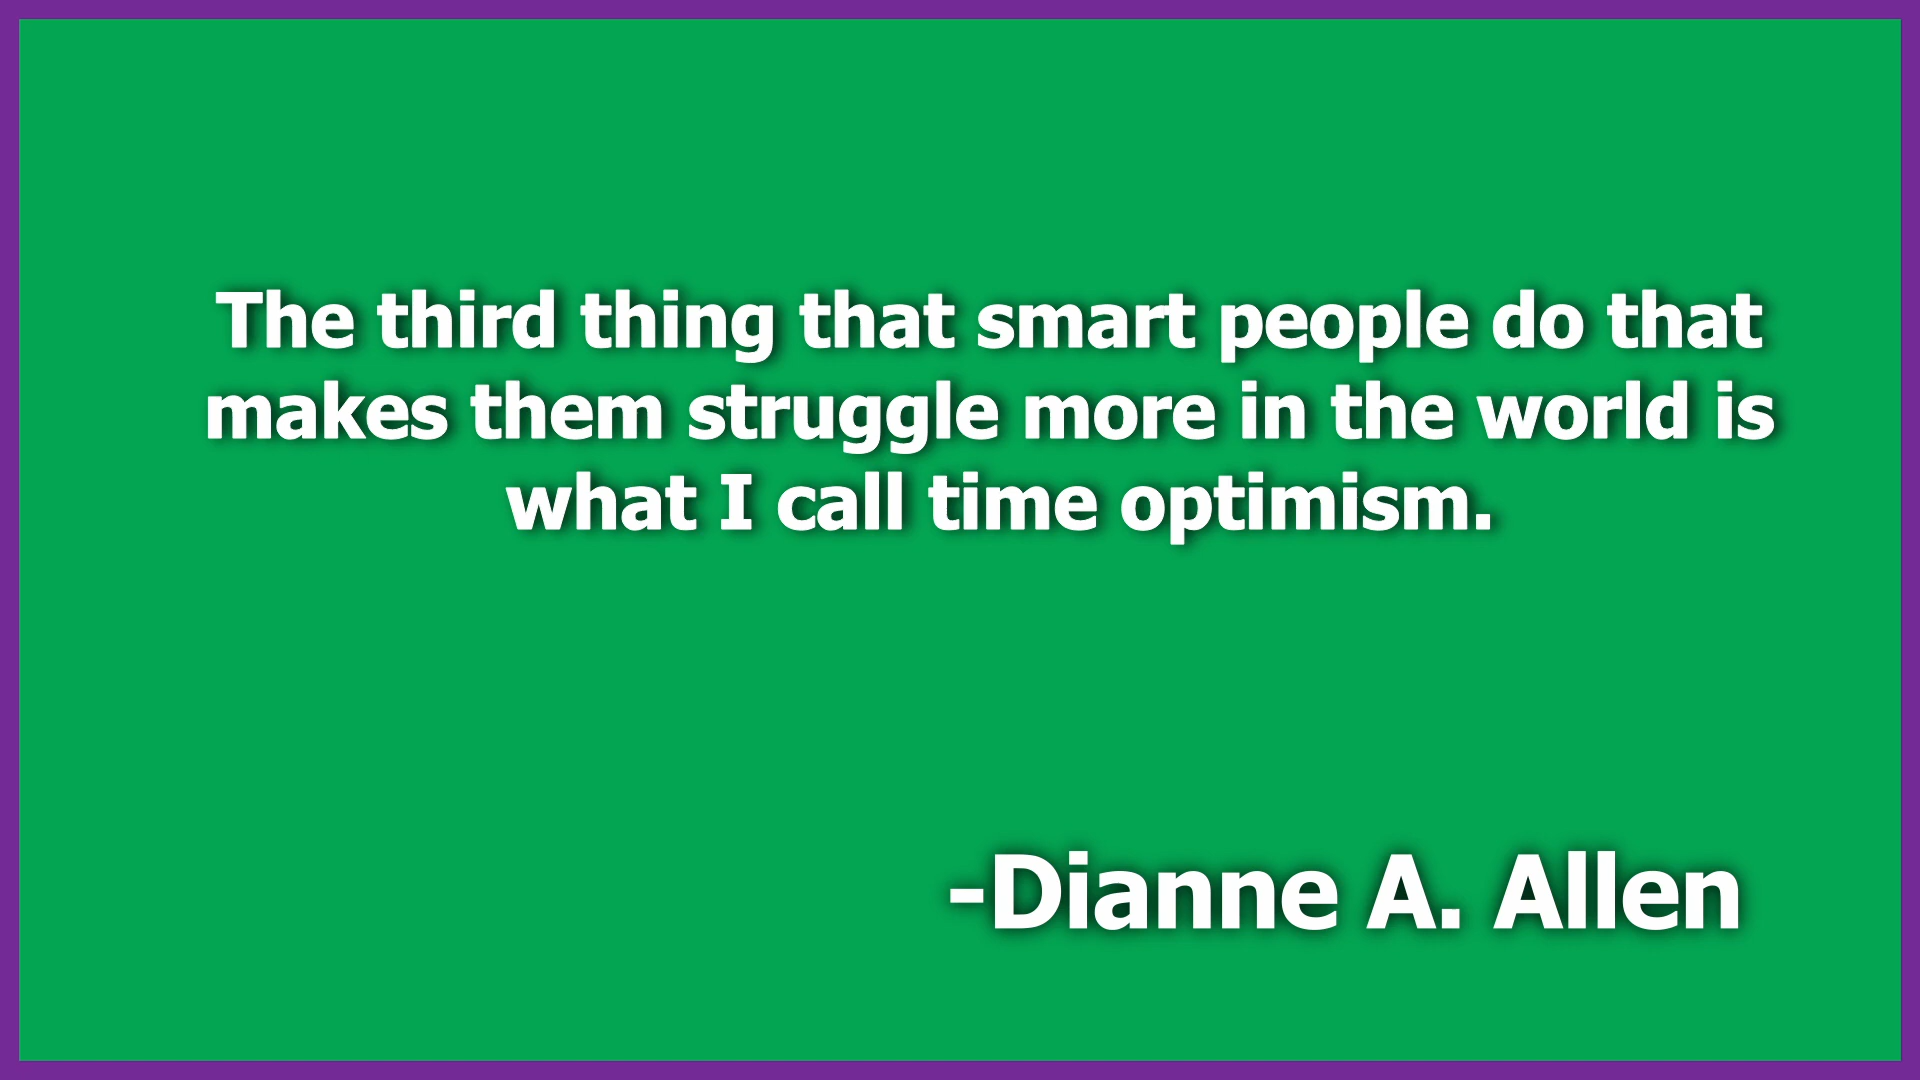 The third thing that smart people do that
makes them struggle more in the world is
what I call time optimism.
-Dianne A. Allen